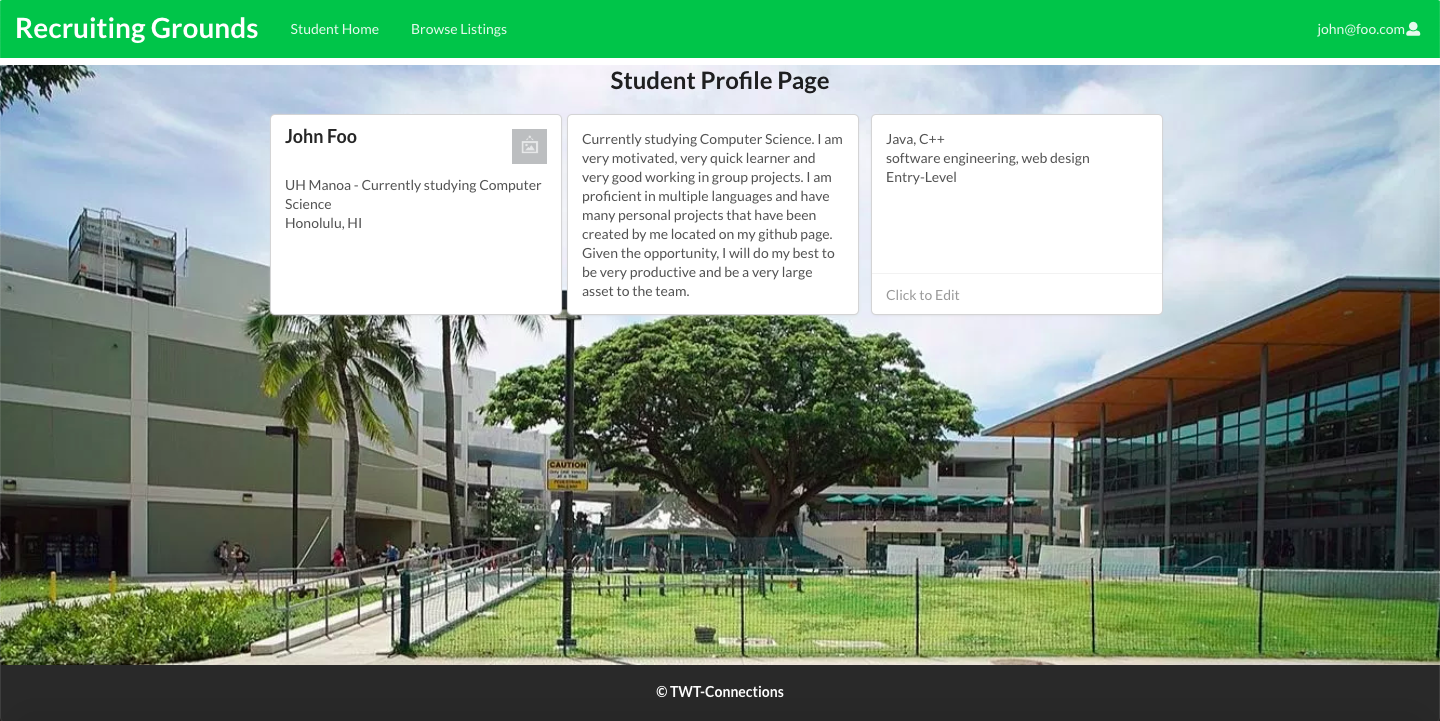 Recruiting Grounds
Student Home
Browse Listings
john@foo.com
Student Profile Page
John Foo
UH Manoa - Currently studying Computer
Science
Honolulu, HI
Currently studying Computer Science. I am
very motivated, very quick learner and
very good working in group projects. I am
proficient in multiple languages and have
many personal projects that have been
created by me located on my github page.
Given the opportunity, I will do my best to
be very productive and be a very large
asset to the team.
Java, C++
software engineering, web design
Entry-Level
Click to Edit
CAUTION
AT A TIME
PEDESTRIAN
WALKWAY
© TWT-Connections